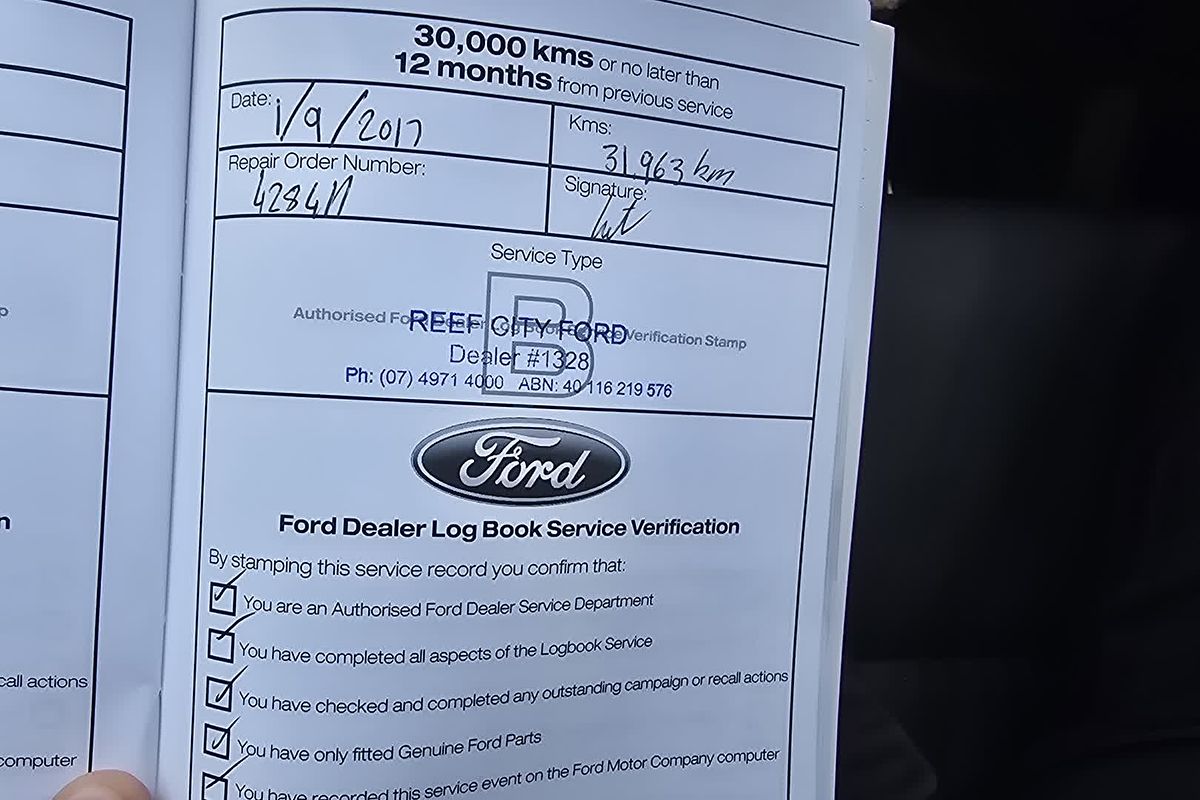 30,000 kms or no later than
12 months from previous service
Date: 1/9/2017
Kms: 31,963 km
Repair Order Number:
Signature:
Service Type
B
Authorised Ford Dealer Log Book Verification Stamp
REEF CITY FORD
Dealer #1328
Ph: (07) 4971 4000 ABN: 40 116 219 576
Ford
Ford Dealer Log Book Service Verification
By stamping this service record you confirm that:
You are an Authorised Ford Dealer Service Department
You have completed all aspects of the Logbook Service
You have checked and completed any outstanding campaign or recall actions
You have only fitted Genuine Ford Parts
You have recorded this service event on the Ford Motor Company computer
call actions
computer